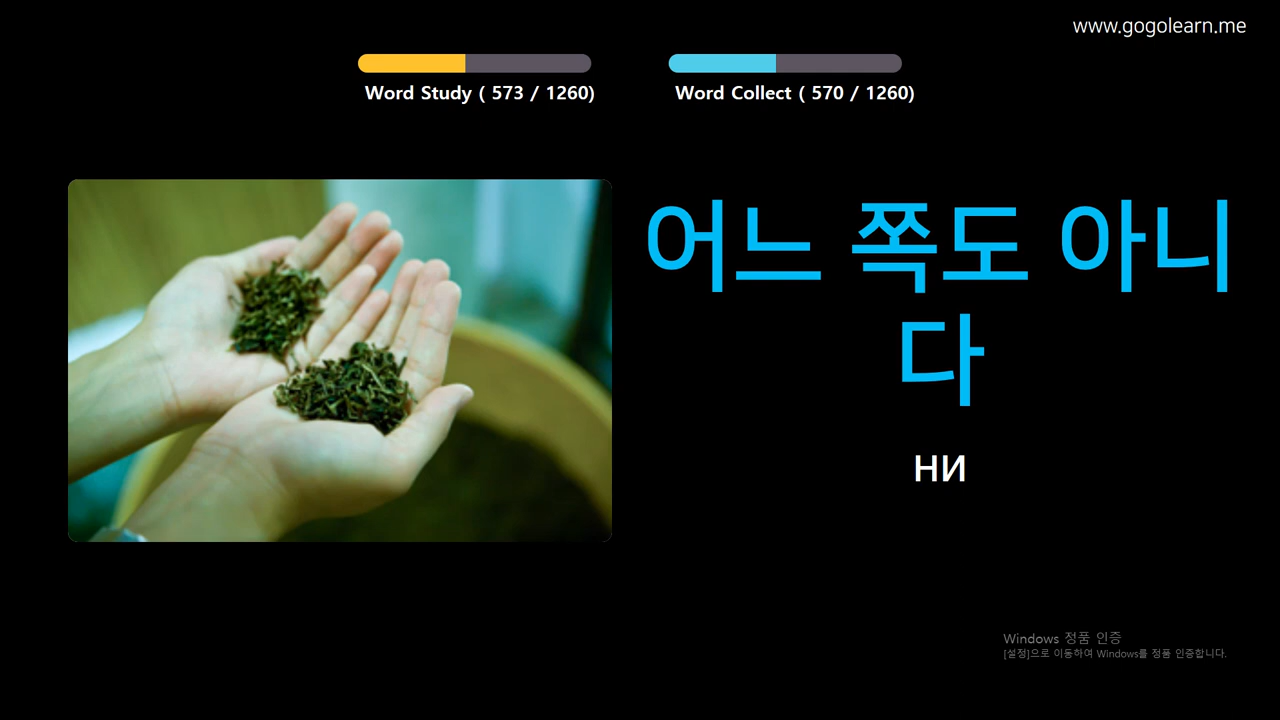 www.gogolearn.me
Word Study ( 573 / 1260)
Word Collect ( 570 / 1260)
어느 쪽도 아니
다
ни
Windows 정품 인증
[설정]으로 이동하여 Windows를 정품 인증합니다.